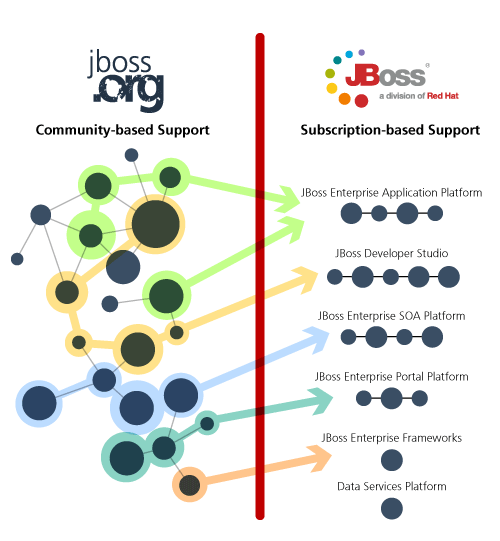 jboss
.org
Community-based Support
JBoss®
a division of Red Hat
Subscription-based Support
JBoss Enterprise Application Platform
JBoss Developer Studio
JBoss Enterprise SOA Platform
JBoss Enterprise Portal Platform
JBoss Enterprise Frameworks
Data Services Platform